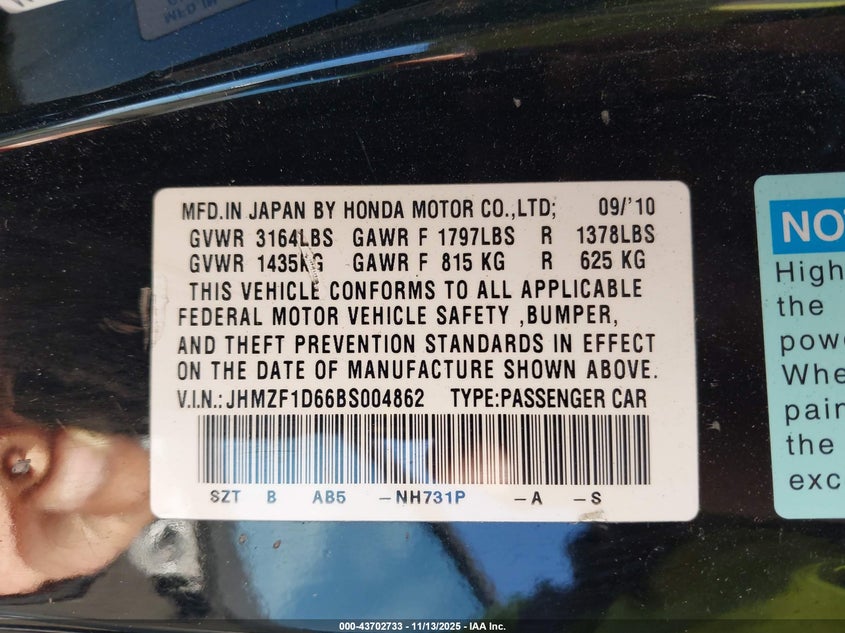 MFD.IN JAPAN BY HONDA MOTOR CO.,LTD; 09/'10
GVWR 3164LBS GAWR F 1797LBS R 1378LBS
GVWR 1435KG GAWR F 815 KG R 625 KG
THIS VEHICLE CONFORMS TO ALL APPLICABLE
FEDERAL MOTOR VEHICLE SAFETY ,BUMPER,
AND THEFT PREVENTION STANDARDS IN EFFECT
ON THE DATE OF MANUFACTURE SHOWN ABOVE.
V.I.N.:JHMZF1D66BS004862 TYPE:PASSENGER CAR
SZT B AB5 -NH731P -A -S
NO
High
the
pow
Whe
pain
the
exc
000-43702733 - 11/13/2025 - IAA Inc.